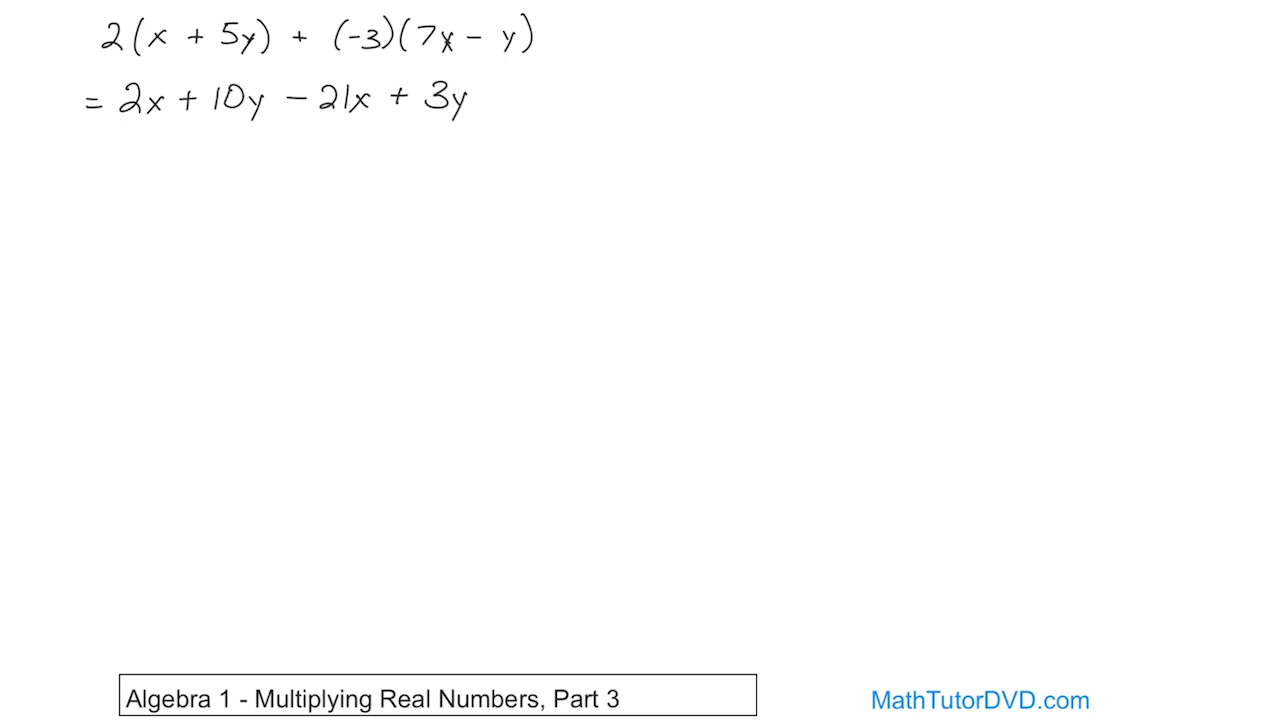 2(x + 5y) + (-3)(7x - y)
= 2x + 10y - 21x + 3y
Algebra 1 - Multiplying Real Numbers, Part 3
MathTutorDVD.com